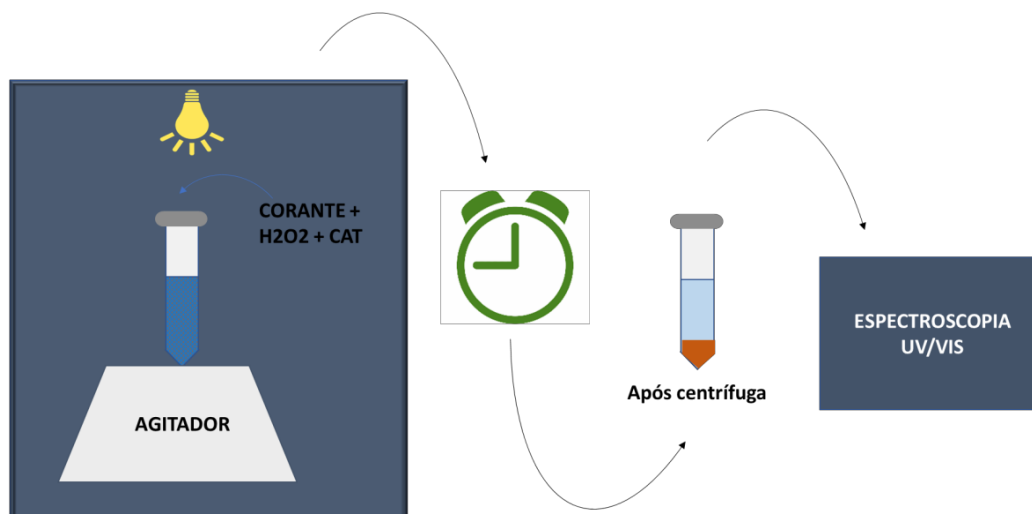 CORANTE +
H2O2 + CAT
AGITADOR
Após centrífuga
ESPECTROSCOPIA
UV/VIS